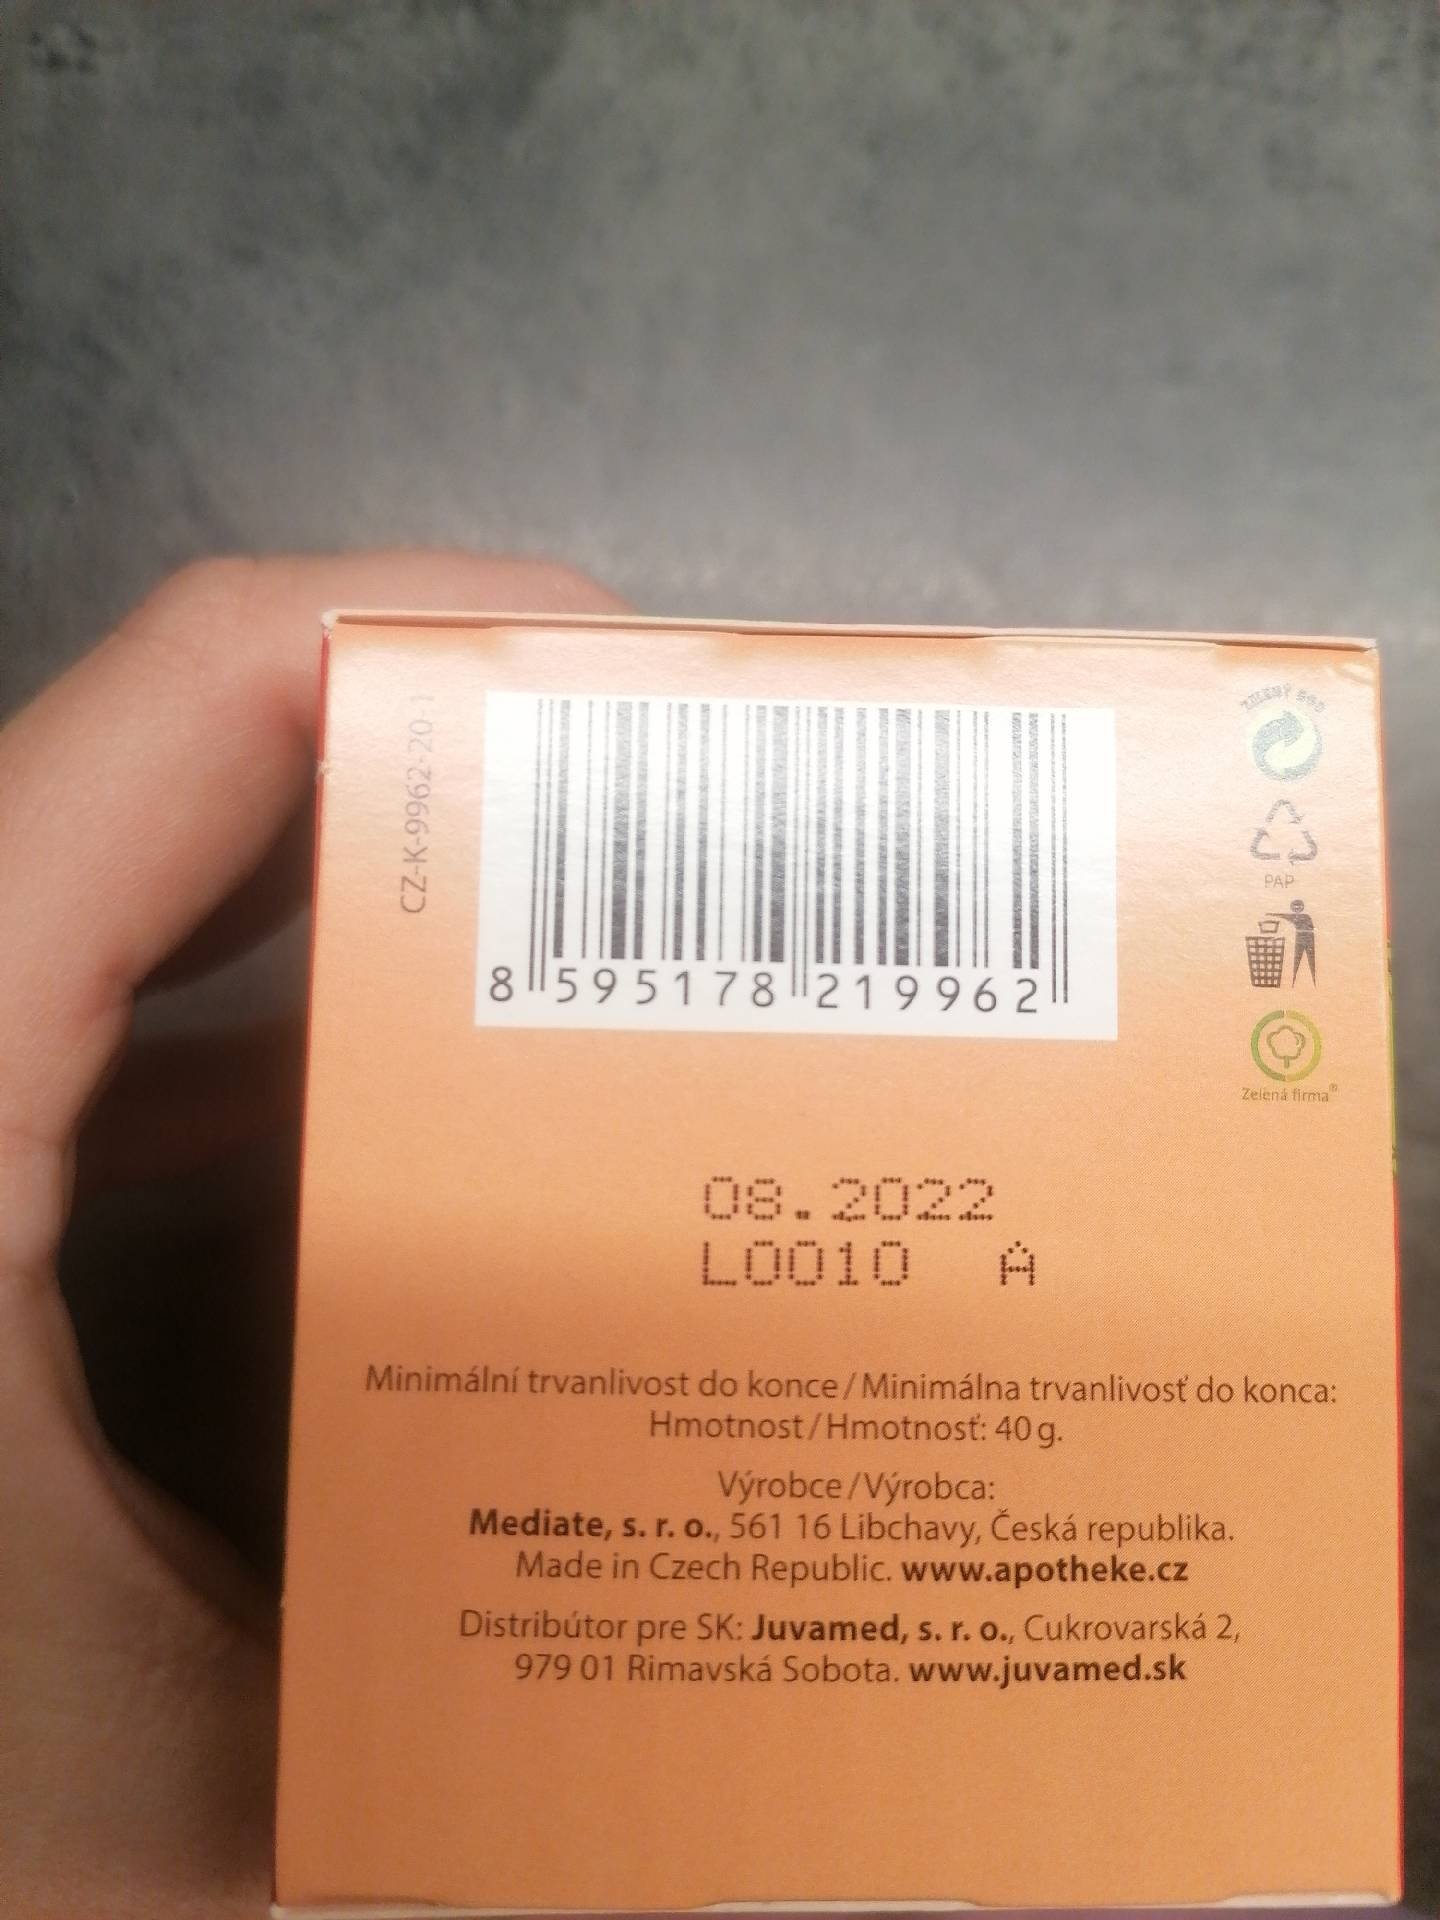 CZ-K-9962-20-1
ZELENÝ BOD
PAP
8 595178 219962
Zelená firma®
08.2022
L0010 A
Minimální trvanlivost do konce / Minimálna trvanlivosť do konca:
Hmotnost / Hmotnosť: 40 g.
Výrobce / Výrobca:
Mediate, s. r. o., 561 16 Libchavy, Česká republika.
Made in Czech Republic. www.apotheke.cz
Distribútor pre SK: Juvamed, s. r. o., Cukrovarská 2,
979 01 Rimavská Sobota. www.juvamed.sk